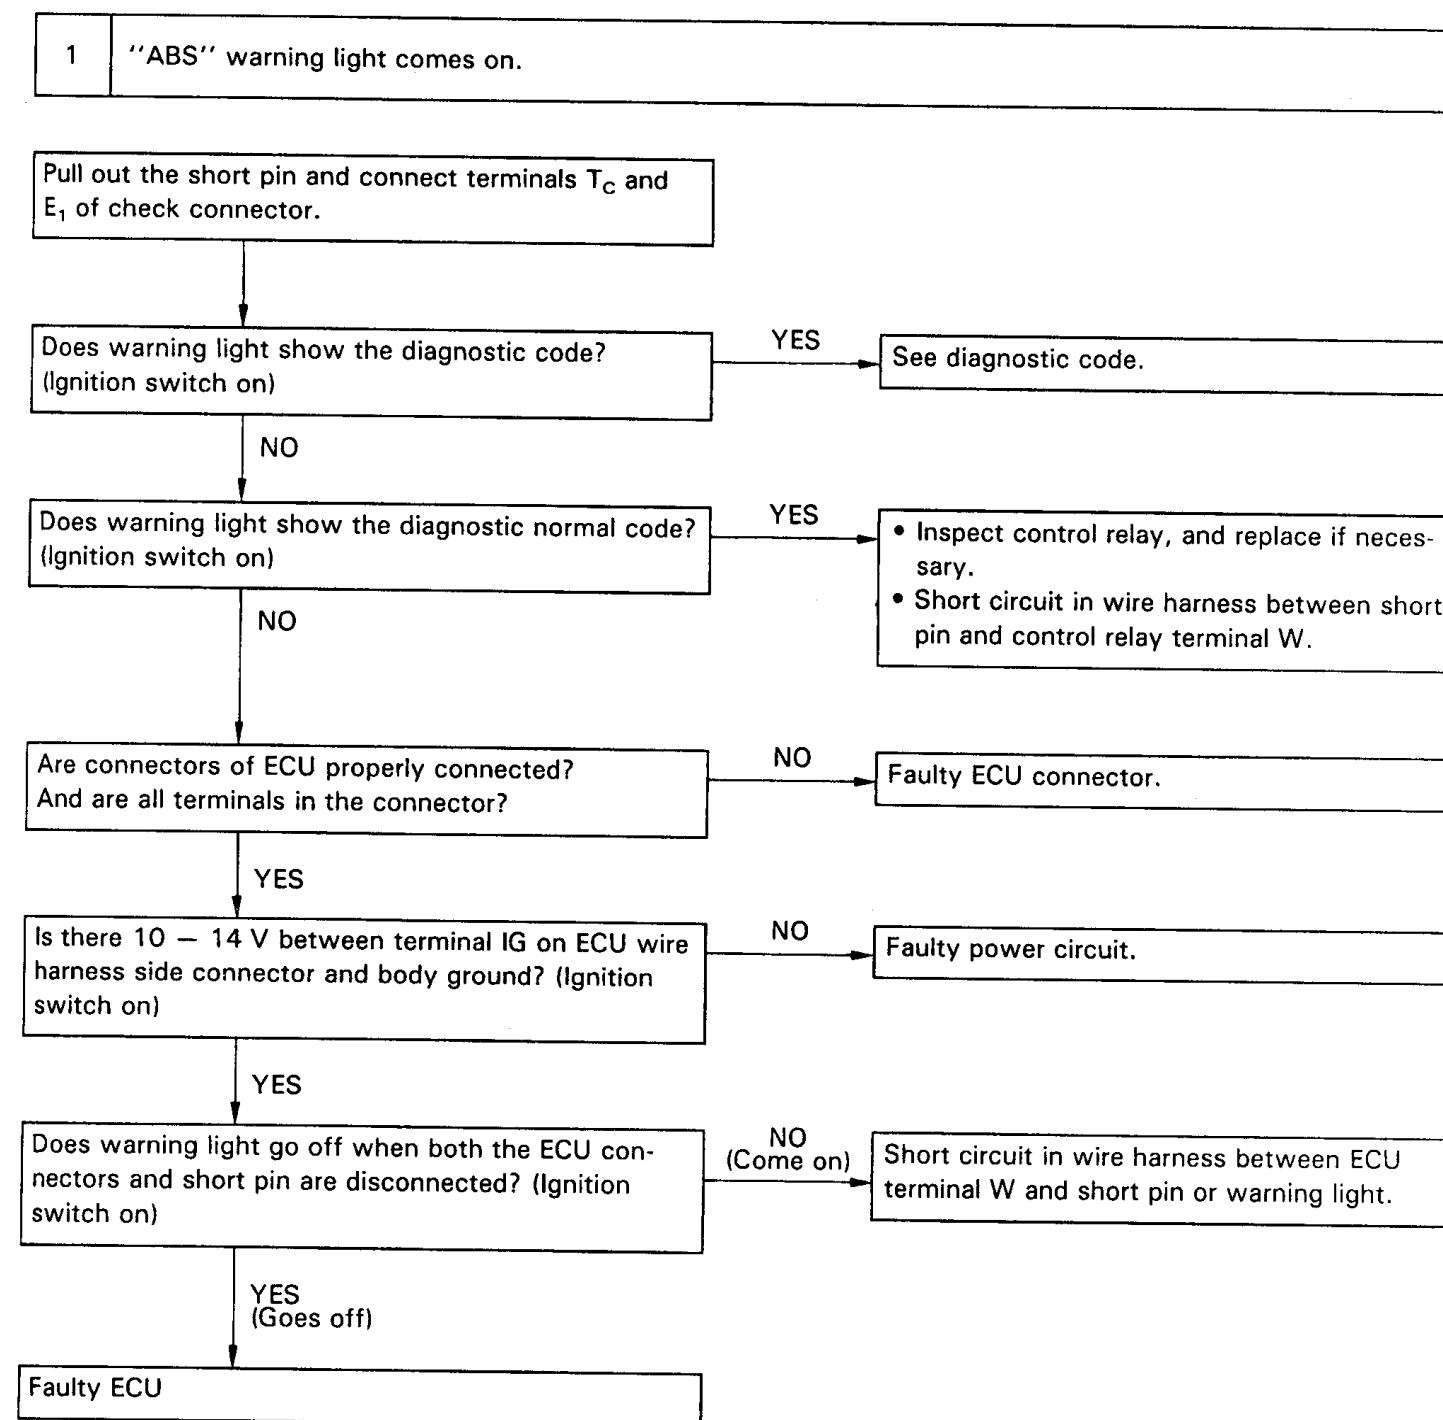 1
''ABS'' warning light comes on.
Pull out the short pin and connect terminals TC and
E1 of check connector.
Does warning light show the diagnostic code?
(Ignition switch on)
YES
See diagnostic code.
NO
Does warning light show the diagnostic normal code?
(Ignition switch on)
YES
• Inspect control relay, and replace if neces-
sary.
• Short circuit in wire harness between short
pin and control relay terminal W.
NO
Are connectors of ECU properly connected?
And are all terminals in the connector?
NO
Faulty ECU connector.
YES
Is there 10 – 14 V between terminal IG on ECU wire
harness side connector and body ground? (Ignition
switch on)
NO
Faulty power circuit.
YES
Does warning light go off when both the ECU con-
nectors and short pin are disconnected? (Ignition
switch on)
NO
(Come on)
Short circuit in wire harness between ECU
terminal W and short pin or warning light.
YES
(Goes off)
Faulty ECU